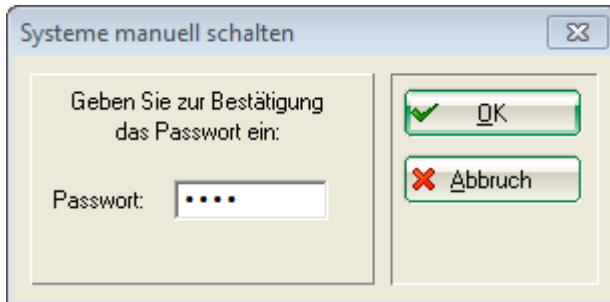 Systeme manuell schalten
Geben Sie zur Bestätigung
das Passwort ein:
Passwort: ••••
OK
Abbruch